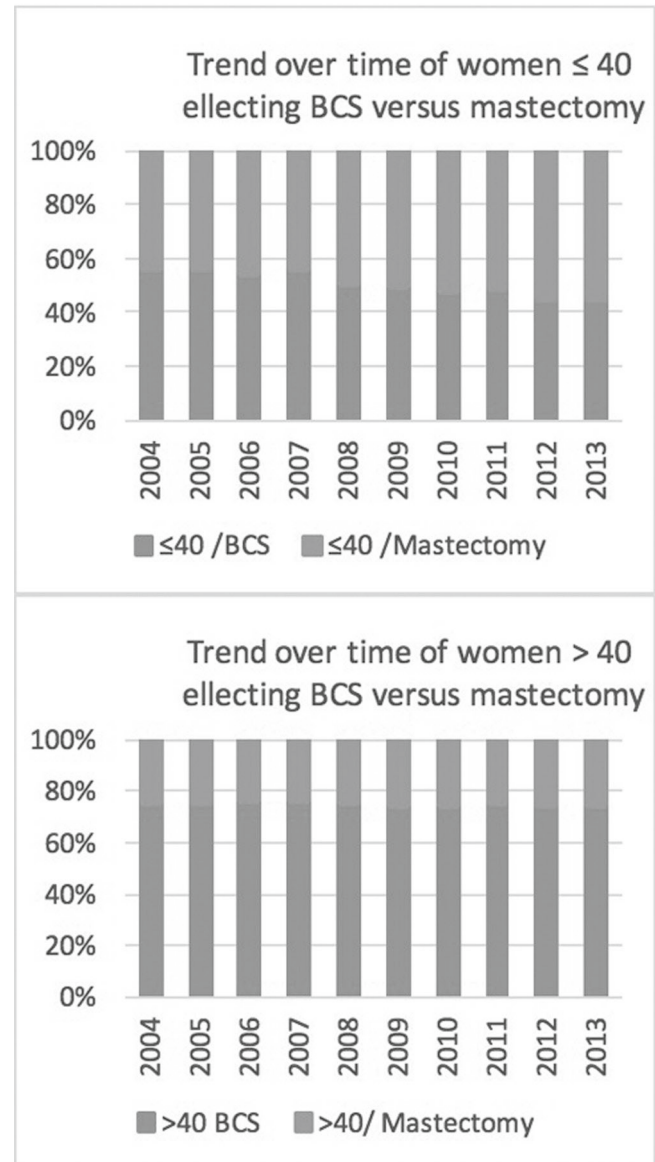 Trend over time of women ≤ 40
ellecting BCS versus mastectomy
100%
80%
60%
40%
20%
0%
2004 2005 2006 2007 2008 2009 2010 2011 2012 2013
≤40 /BCS ≤40 /Mastectomy
Trend over time of women > 40
ellecting BCS versus mastectomy
100%
80%
60%
40%
20%
0%
2004 2005 2006 2007 2008 2009 2010 2011 2012 2013
>40 BCS >40/ Mastectomy